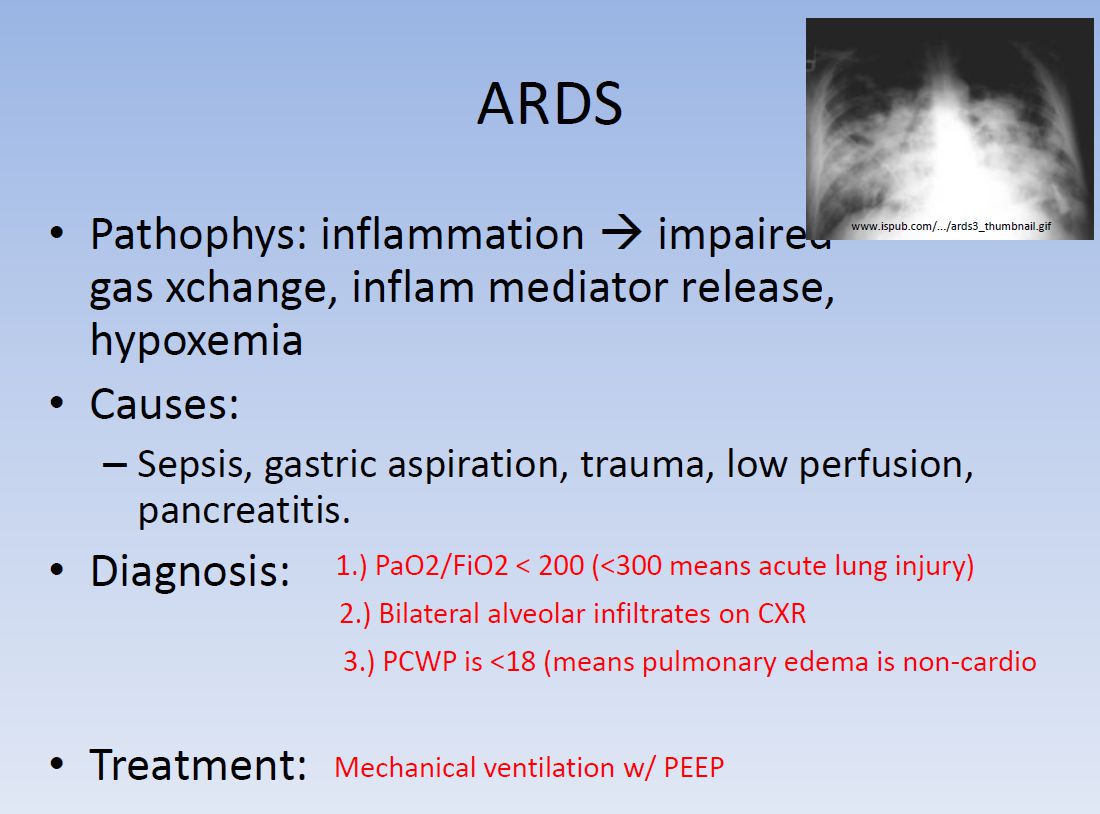 ARDS
www.ispub.com/.../ards3_thumbnail.gif
• Pathophys: inflammation → impaired
gas xchange, inflam mediator release,
hypoxemia
• Causes:
– Sepsis, gastric aspiration, trauma, low perfusion,
pancreatitis.
• Diagnosis: 1.) PaO2/FiO2 < 200 (<300 means acute lung injury)
2.) Bilateral alveolar infiltrates on CXR
3.) PCWP is <18 (means pulmonary edema is non-cardio
• Treatment: Mechanical ventilation w/ PEEP